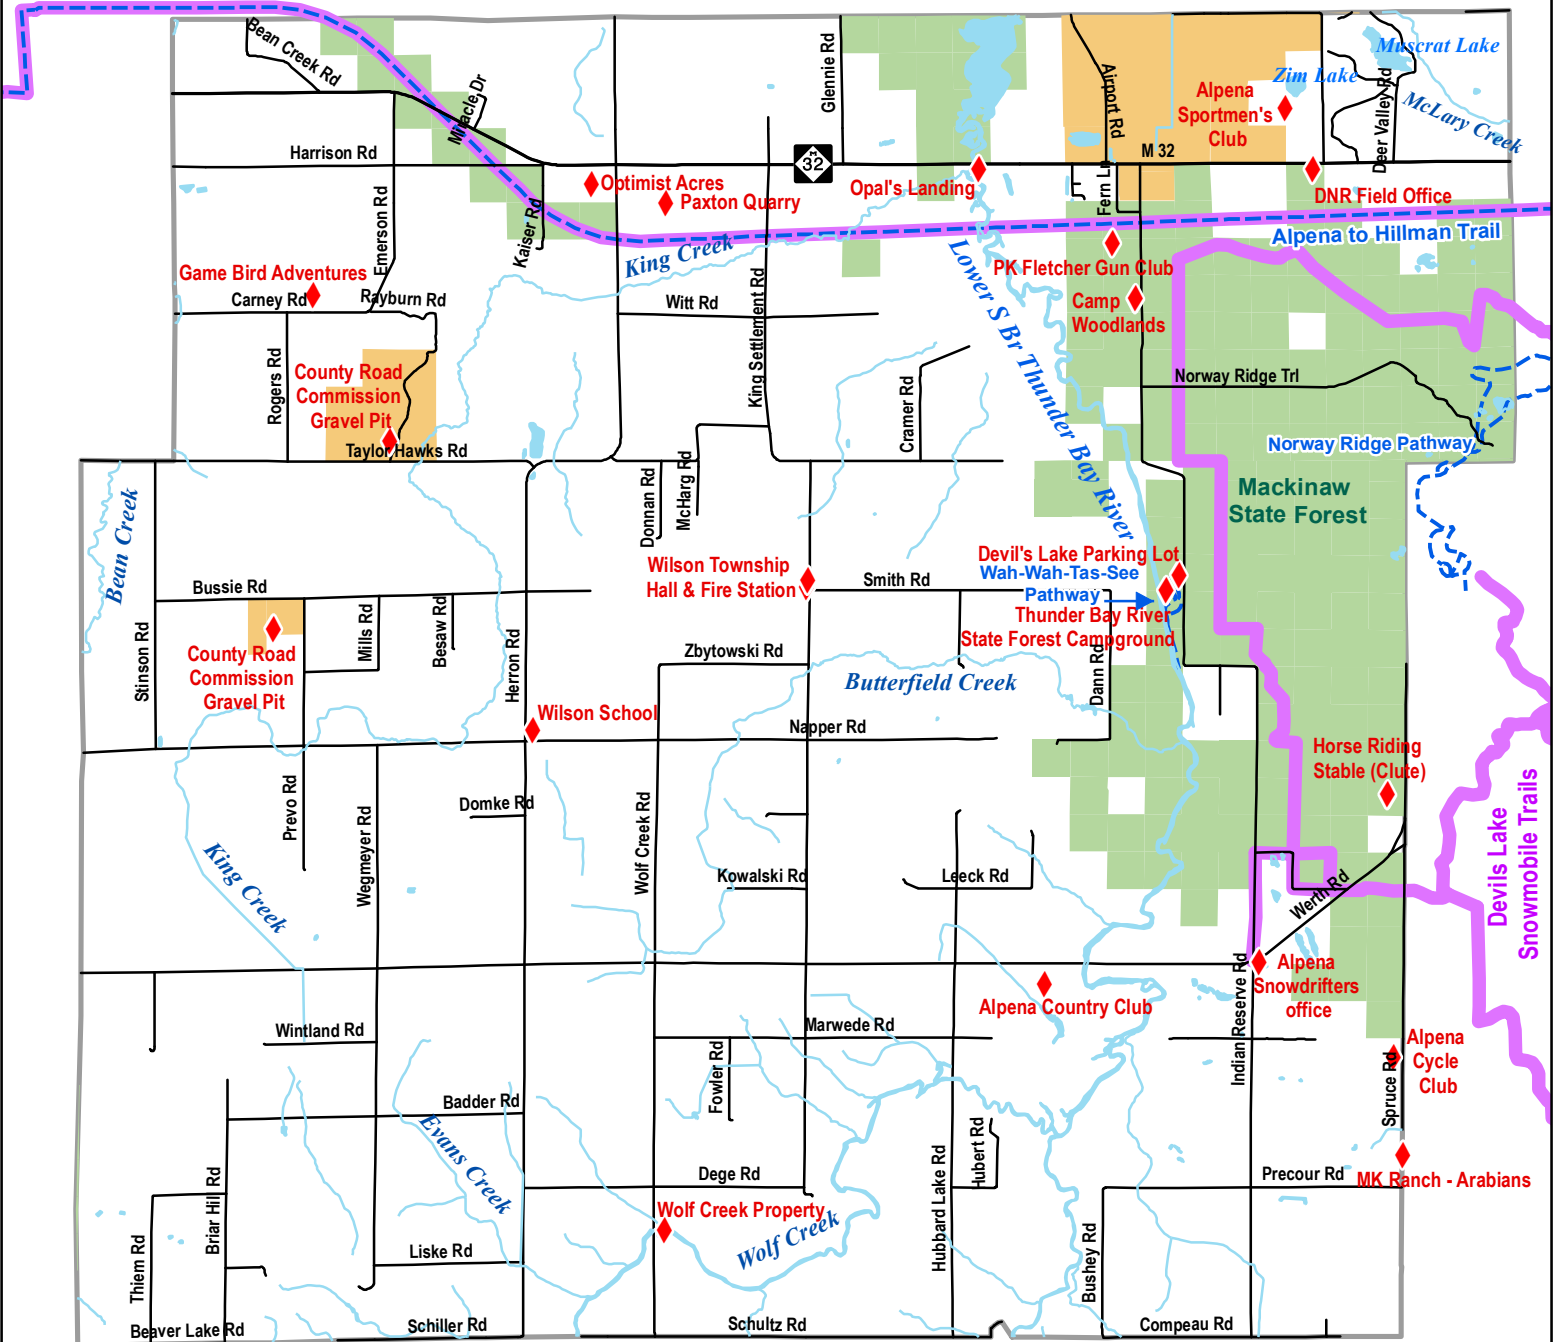 Bean Creek Rd
Miracle Dr
Glennie Rd
Airport Rd
Muscrat Lake
Zim Lake
Alpena
Sportmen's
Club
Deer Valley Rd
McLary Creek
Harrison Rd
M
32
M 32
Optimist Acres
Paxton Quarry
Opal's Landing
Fern Ln
DNR Field Office
Emerson Rd
Kaiser Rd
King Creek
Alpena to Hillman Trail
Game Bird Adventures
Carney Rd
Rayburn Rd
Witt Rd
King Settlement Rd
Lower S Br Thunder Bay River
PK Fletcher Gun Club
Camp
Woodlands
Rogers Rd
County Road
Commission
Gravel Pit
Taylor Hawks Rd
Cramer Rd
Norway Ridge Trl
Norway Ridge Pathway
Bean Creek
Donnan Rd
McHarg Rd
Mackinaw
State Forest
Bussie Rd
Wilson Township
Hall & Fire Station
Smith Rd
Devil's Lake Parking Lot
Wah-Wah-Tas-See
Pathway
Thunder Bay River
State Forest Campground
Stinson Rd
County Road
Commission
Gravel Pit
Mills Rd
Besaw Rd
Herron Rd
Zbytowski Rd
Butterfield Creek
Dann Rd
Wilson School
Napper Rd
Horse Riding
Stable (Clute)
Prevo Rd
Wegmeyer Rd
Domke Rd
Wolf Creek Rd
King Creek
Kowalski Rd
Leeck Rd
Werth Rd
Devils Lake
Snowmobile Trails
Alpena
Snowdrifters
office
Alpena Country Club
Indian Reserve Rd
Wintland Rd
Marwede Rd
Fowler Rd
Alpena
Cycle
Club
Spruce Rd
Badder Rd
Evans Creek
Hubert Rd
Hubbard Lake Rd
Dege Rd
Precour Rd
MK Ranch - Arabians
Briar Hill Rd
Thiem Rd
Wolf Creek Property
Wolf Creek
Liske Rd
Bushey Rd
Beaver Lake Rd
Schiller Rd
Schultz Rd
Compeau Rd